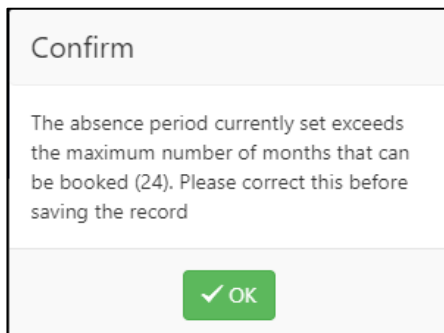 Confirm
The absence period currently set exceeds
the maximum number of months that can
be booked (24). Please correct this before
saving the record
OK